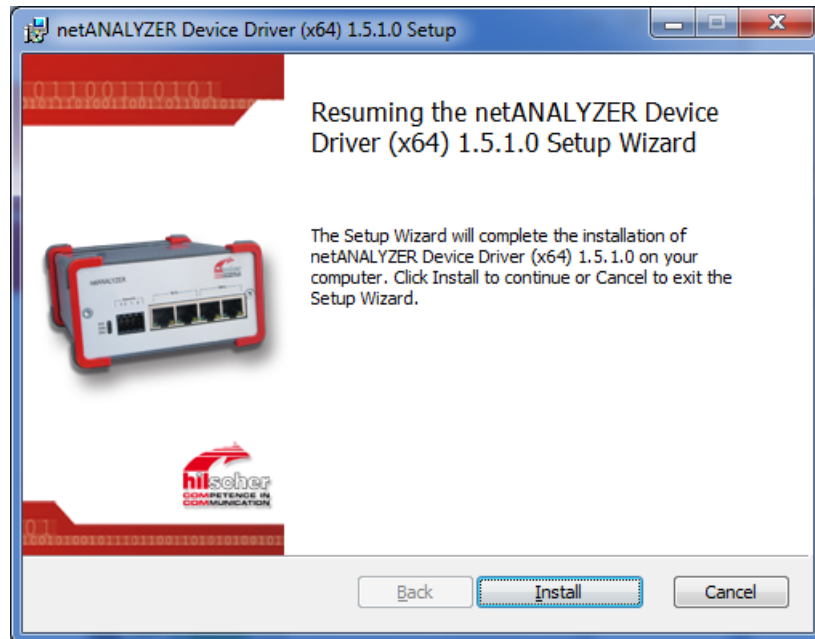 netANALYZER Device Driver (x64) 1.5.1.0 Setup
Resuming the netANALYZER Device
Driver (x64) 1.5.1.0 Setup Wizard
The Setup Wizard will complete the installation of
netANALYZER Device Driver (x64) 1.5.1.0 on your
computer. Click Install to continue or Cancel to exit the
Setup Wizard.
netANALYZER
hilscher
COMPETENCE IN
COMMUNICATION
Back
Install
Cancel